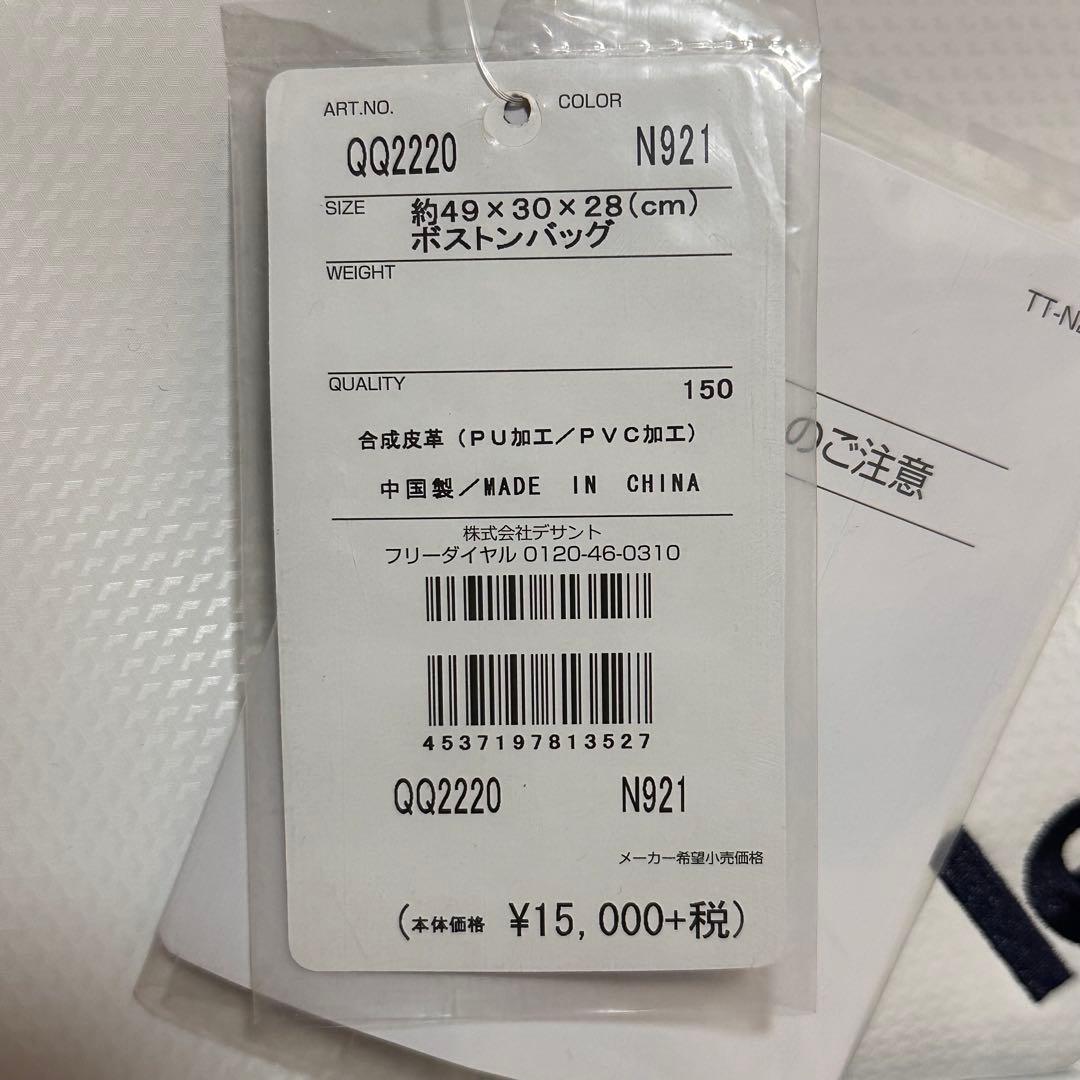 ART.NO. COLOR
QQ2220 N921
SIZE 約49×30×28(cm)
ボストンバッグ
WEIGHT
QUALITY 150
合成皮革(PU加工/PVC加工)
中国製/MADE IN CHINA
株式会社デサント
フリーダイヤル 0120-46-0310
4537197813527
QQ2220 N921
メーカー希望小売価格
(本体価格 ¥15,000+税)
のご注意